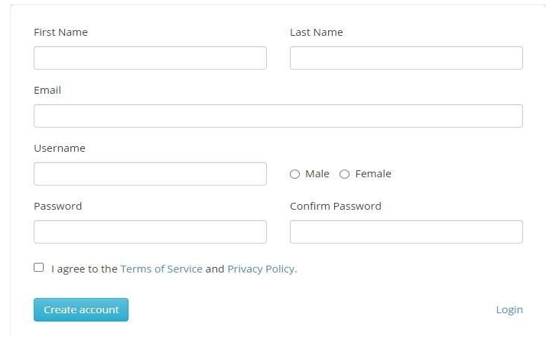 First Name Last Name
Email
Username
Male Female
Password Confirm Password
I agree to the Terms of Service and Privacy Policy.
Create account Login